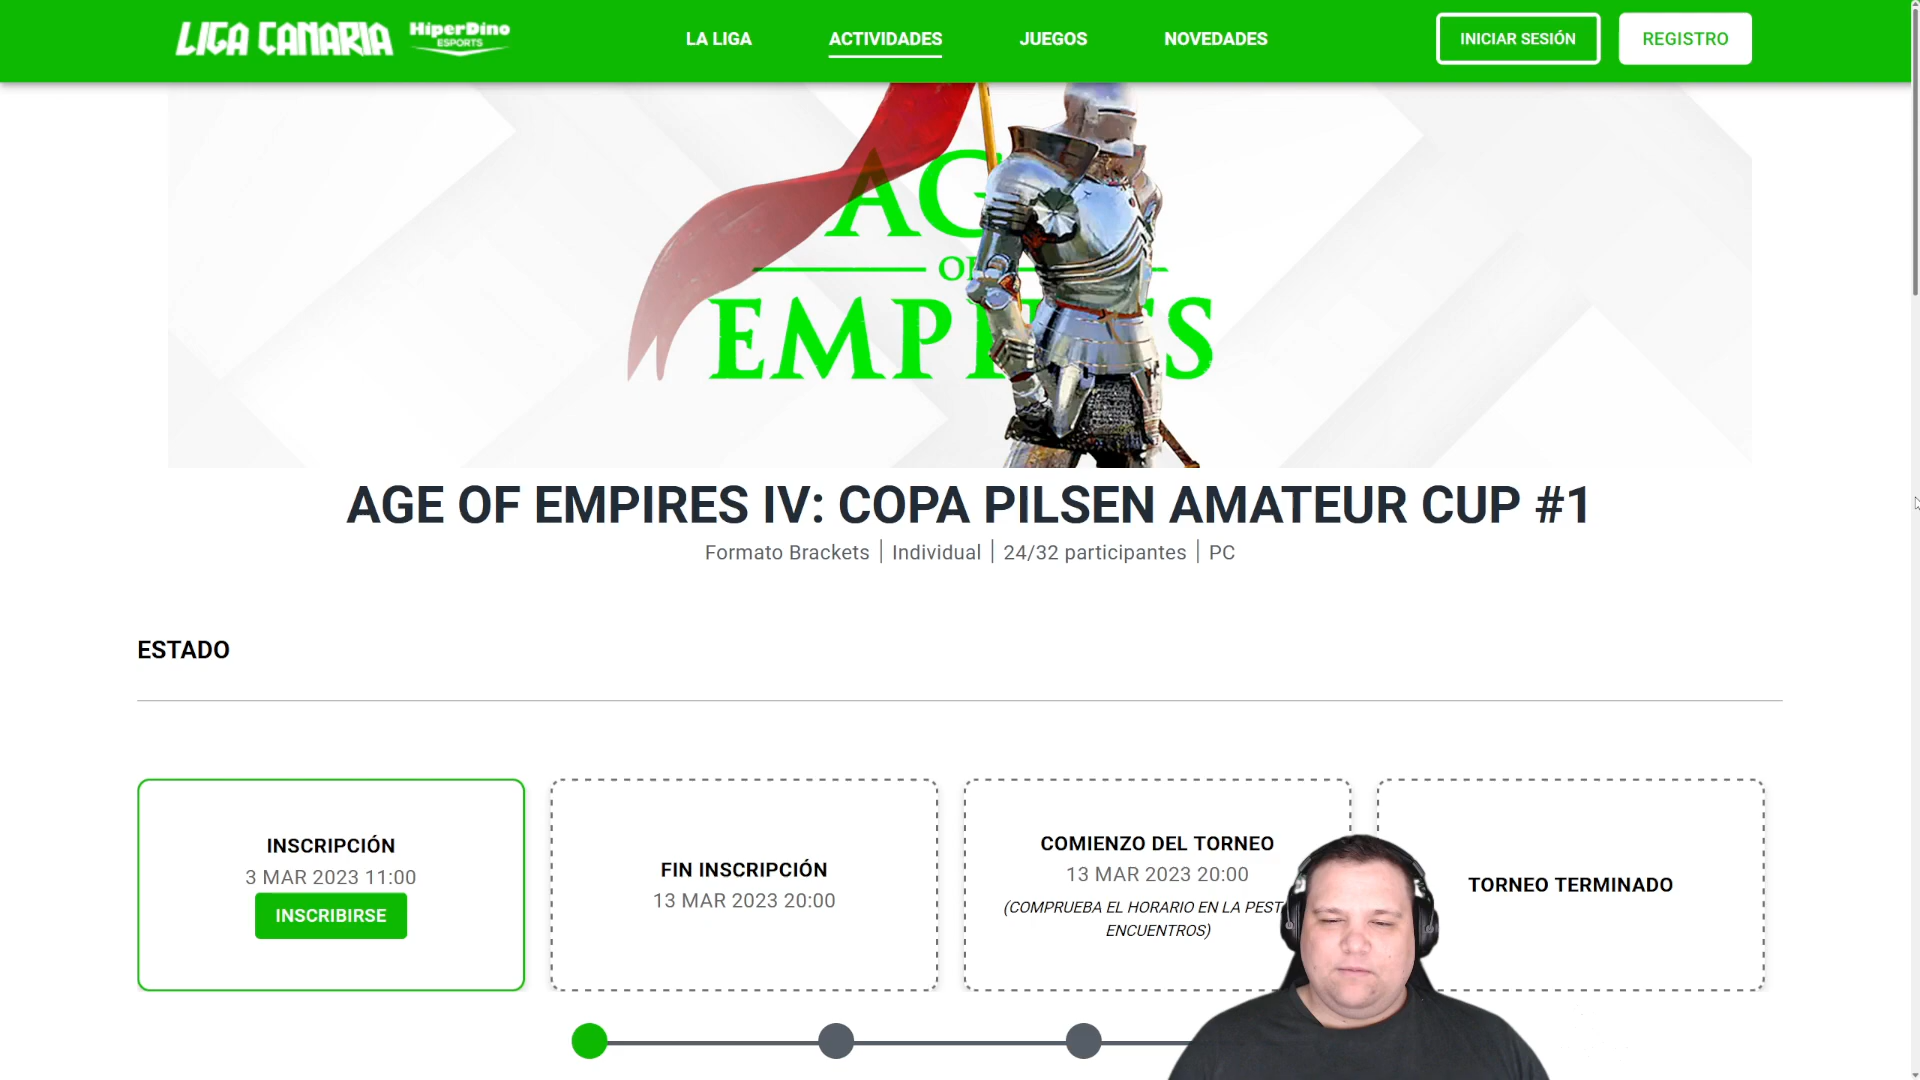 LIGA CANARIA HiperDino
ESPORTS
LA LIGA
ACTIVIDADES
JUEGOS
NOVEDADES
INICIAR SESIÓN
REGISTRO
AG
OF
EMPIRES
AGE OF EMPIRES IV: COPA PILSEN AMATEUR CUP #1
Formato Brackets | Individual | 24/32 participantes | PC
ESTADO
INSCRIPCIÓN
3 MAR 2023 11:00
INSCRIBIRSE
FIN INSCRIPCIÓN
13 MAR 2023 20:00
COMIENZO DEL TORNEO
13 MAR 2023 20:00
(COMPRUEBA EL HORARIO EN LA PEST
ENCUENTROS)
TORNEO TERMINADO